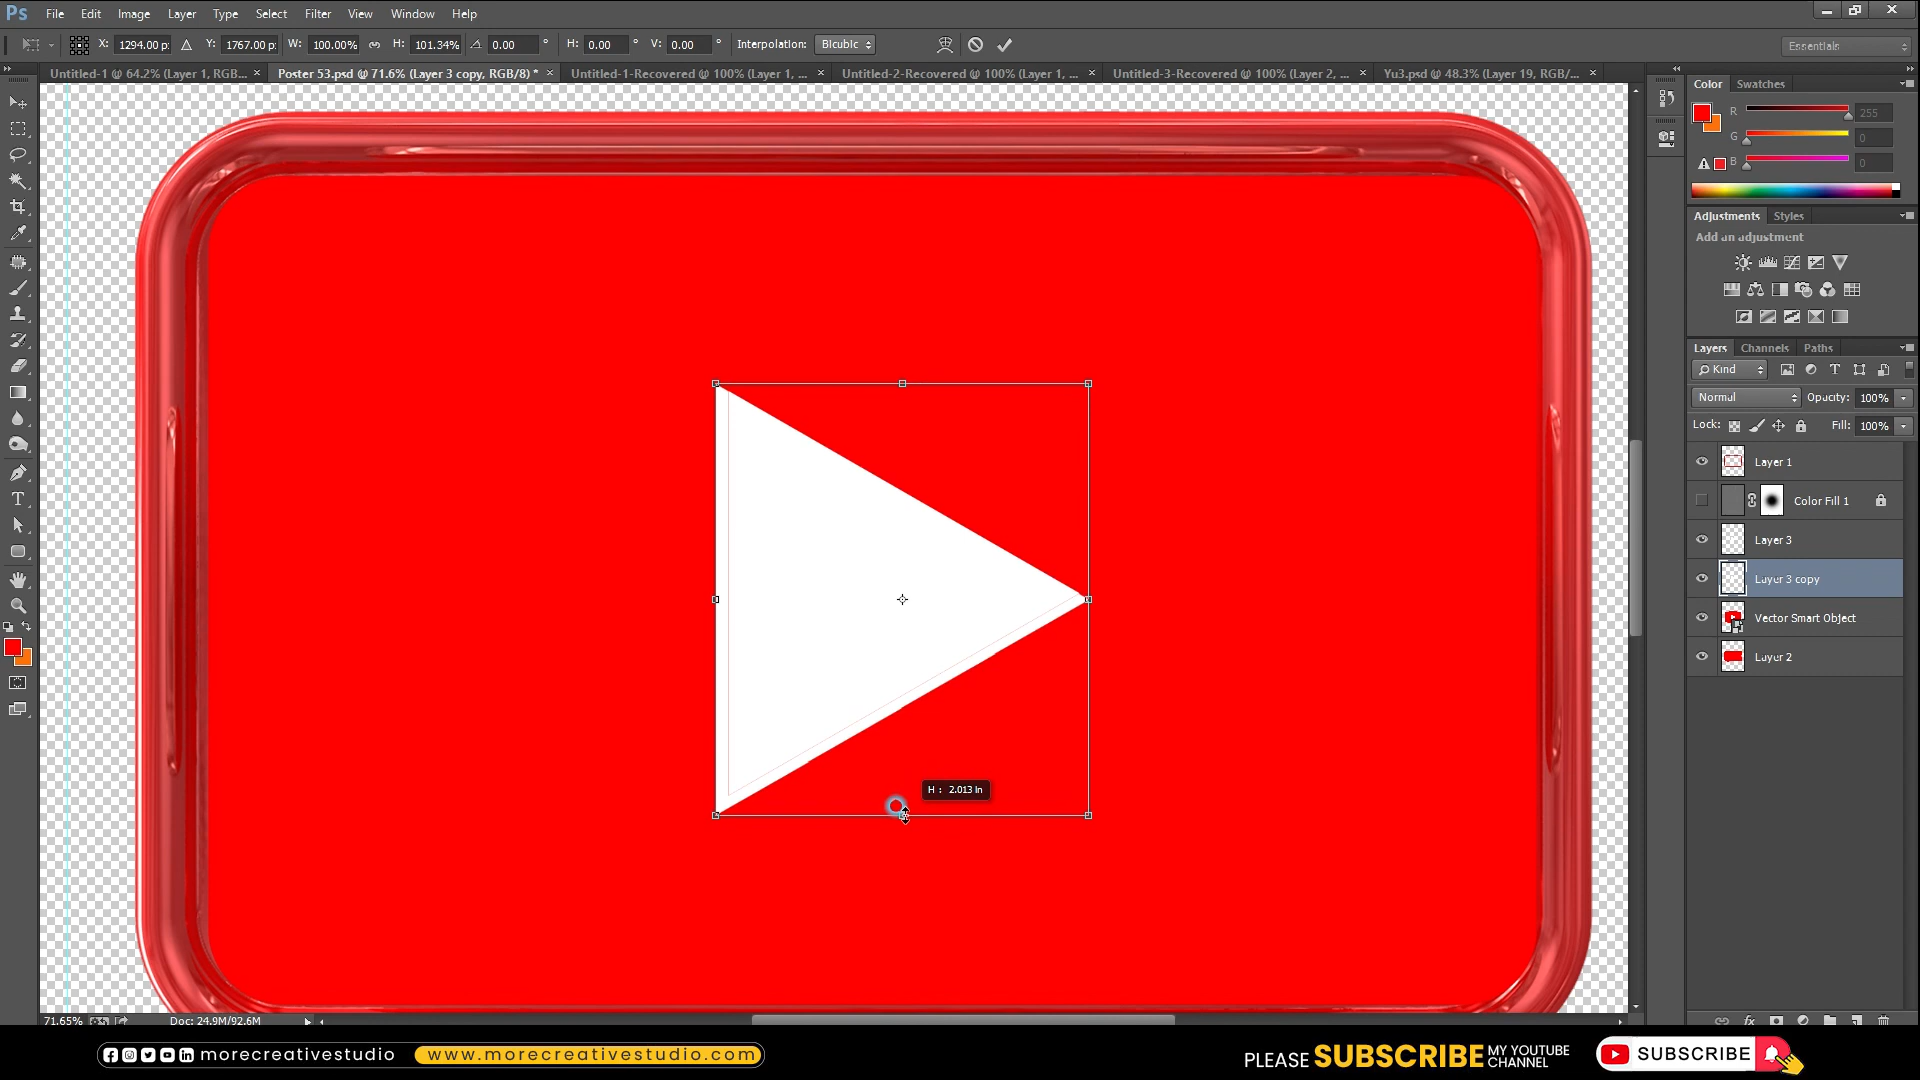 Ps File Edit Image Layer Type Select Filter View Window Help
X: 1294.00 p: Y: 1767.00 p: W: 100.00% H: 101.34% 0.00 ° H: 0.00 ° V: 0.00 ° Interpolation: Bicubic Essentials
Untitled-1 @ 64.2% (Layer 1, RGB... × Poster 53.psd @ 71.6% (Layer 3 copy, RGB/8) * × Untitled-1-Recovered @ 100% (Layer 1, ... × Untitled-2-Recovered @ 100% (Layer 1, ... × Untitled-3-Recovered @ 100% (Layer 2, ... × Yu3.psd @ 48.3% (Layer 19, RGB/... ×
Color Swatches
R 255
G 0
B 0
Adjustments Styles
Add an adjustment
Layers Channels Paths
Kind
Normal Opacity: 100%
Lock: Fill: 100%
Layer 1
Color Fill 1
Layer 3
Layer 3 copy
Vector Smart Object
Layer 2
H : 2.013 in
71.65% Doc: 24.9M/92.6M
morecreativestudio www.morecreativestudio.com
PLEASE SUBSCRIBE MY YOUTUBE CHANNEL
SUBSCRIBE